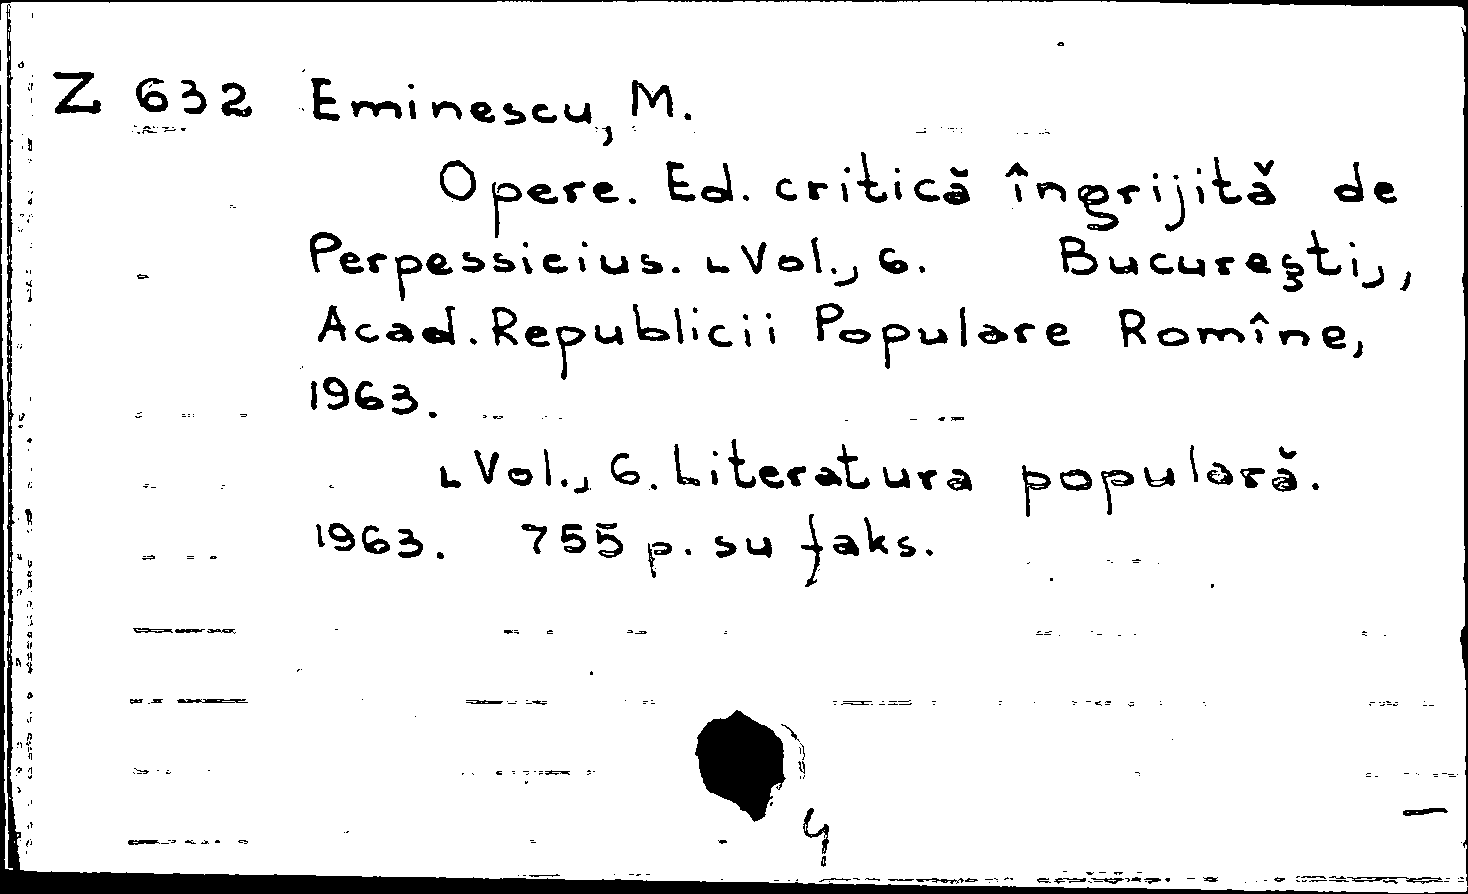 Z 632 Eminescu, M.
Opere. Ed. critică îngrijită de
Perpessicius. ⌞Vol.⌟ 6. Bucureşti⌟,
Acad. Republicii Populare Romîne,
1963.
⌞Vol.⌟ 6. Literatura populară.
1963. 755 p. su faks.
4